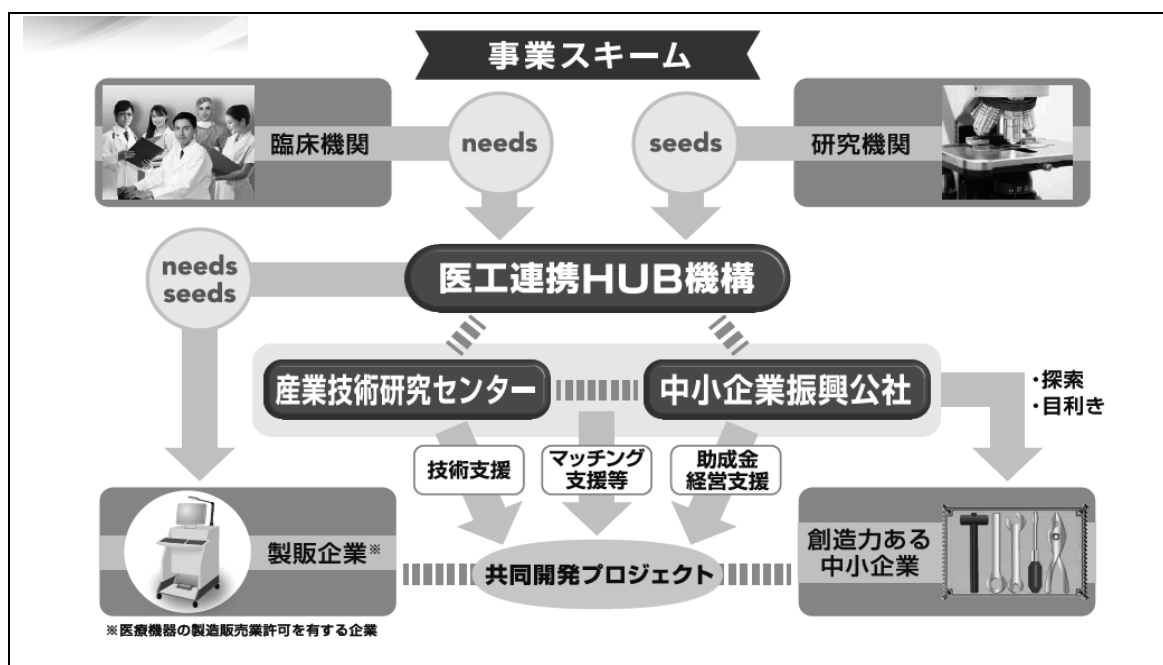 事業スキーム
臨床機関
needs
seeds
研究機関
needs
seeds
医工連携HUB機構
産業技術研究センター
中小企業振興公社
・探索
・目利き
技術支援
マッチング
支援等
助成金
経営支援
製販企業※
共同開発プロジェクト
創造力ある
中小企業
※医療機器の製造販売業許可を有する企業